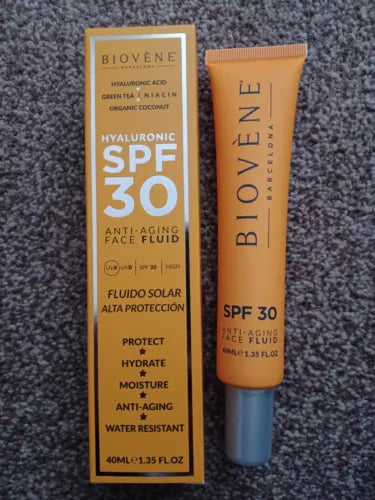 BIOVÈNE
BARCELONA
HYALURONIC ACID
GREEN TEA | NIACIN
ORGANIC COCONUT
HYALURONIC
SPF
30
ANTI-AGING
FACE FLUID
UVA UVB | SPF 30 | HIGH
FLUIDO SOLAR
ALTA PROTECCIÓN
PROTECT
HYDRATE
MOISTURE
ANTI-AGING
WATER RESISTANT
40ML℮1.35 FL.OZ
BIOVÈNE
BARCELONA
SPF 30
ANTI-AGING
FACE FLUID
40ML℮1.35 FL.OZ